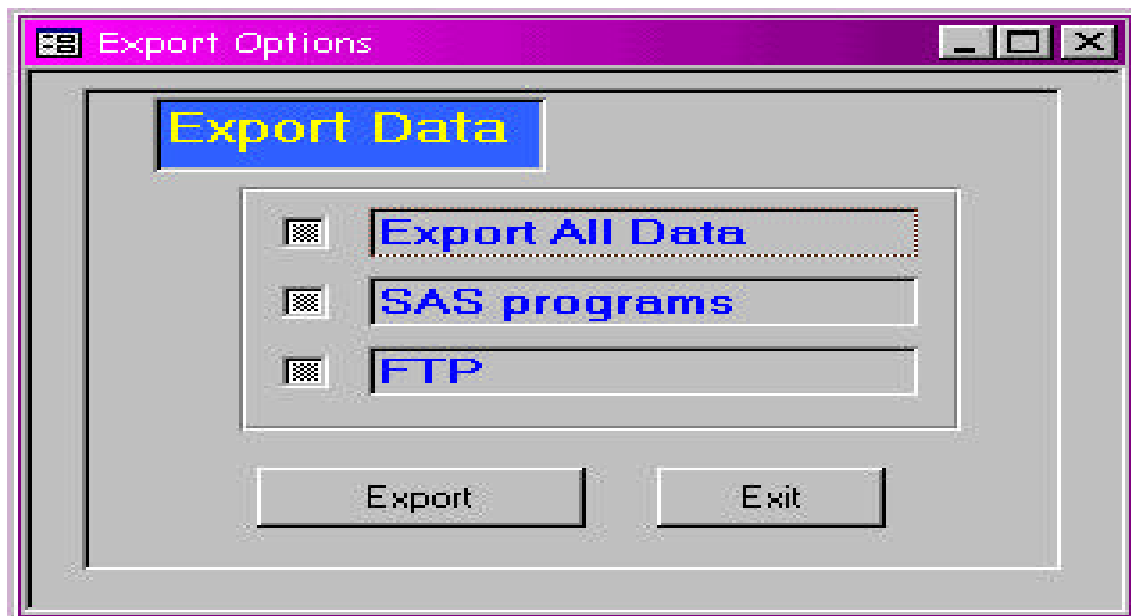 Export Options
Export Data
Export All Data
SAS programs
FTP
Export Exit